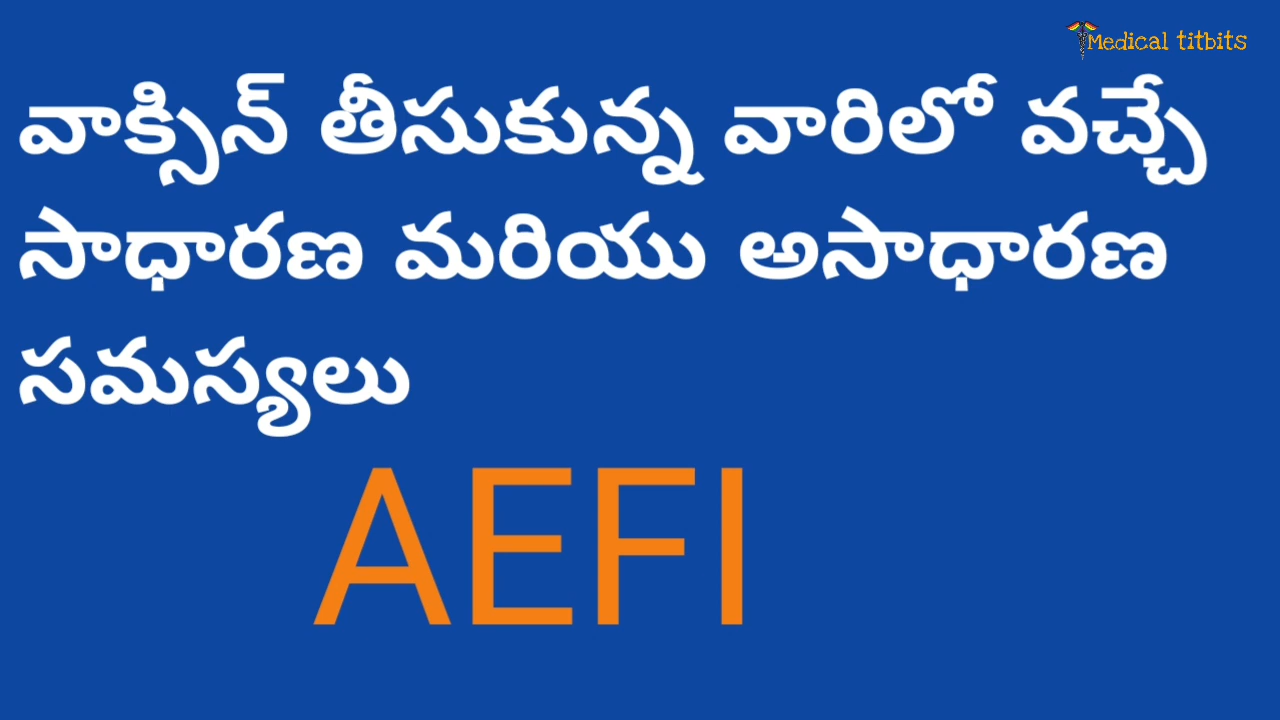 Medical titbits
వాక్సిన్ తీసుకున్న వారిలో వచ్చే
సాధారణ మరియు అసాధారణ
సమస్యలు
AEFI